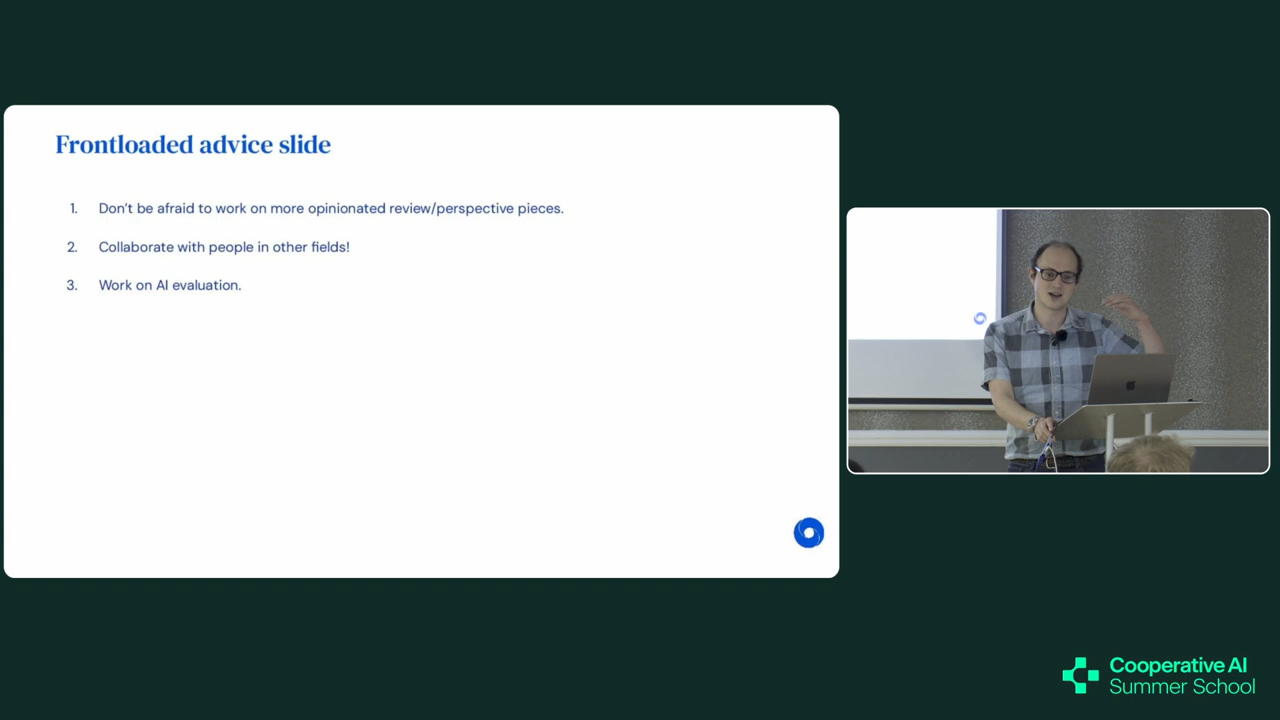 Frontloaded advice slide
1. Don't be afraid to work on more opinionated review/perspective pieces.
2. Collaborate with people in other fields!
3. Work on AI evaluation.
Cooperative AI
Summer School